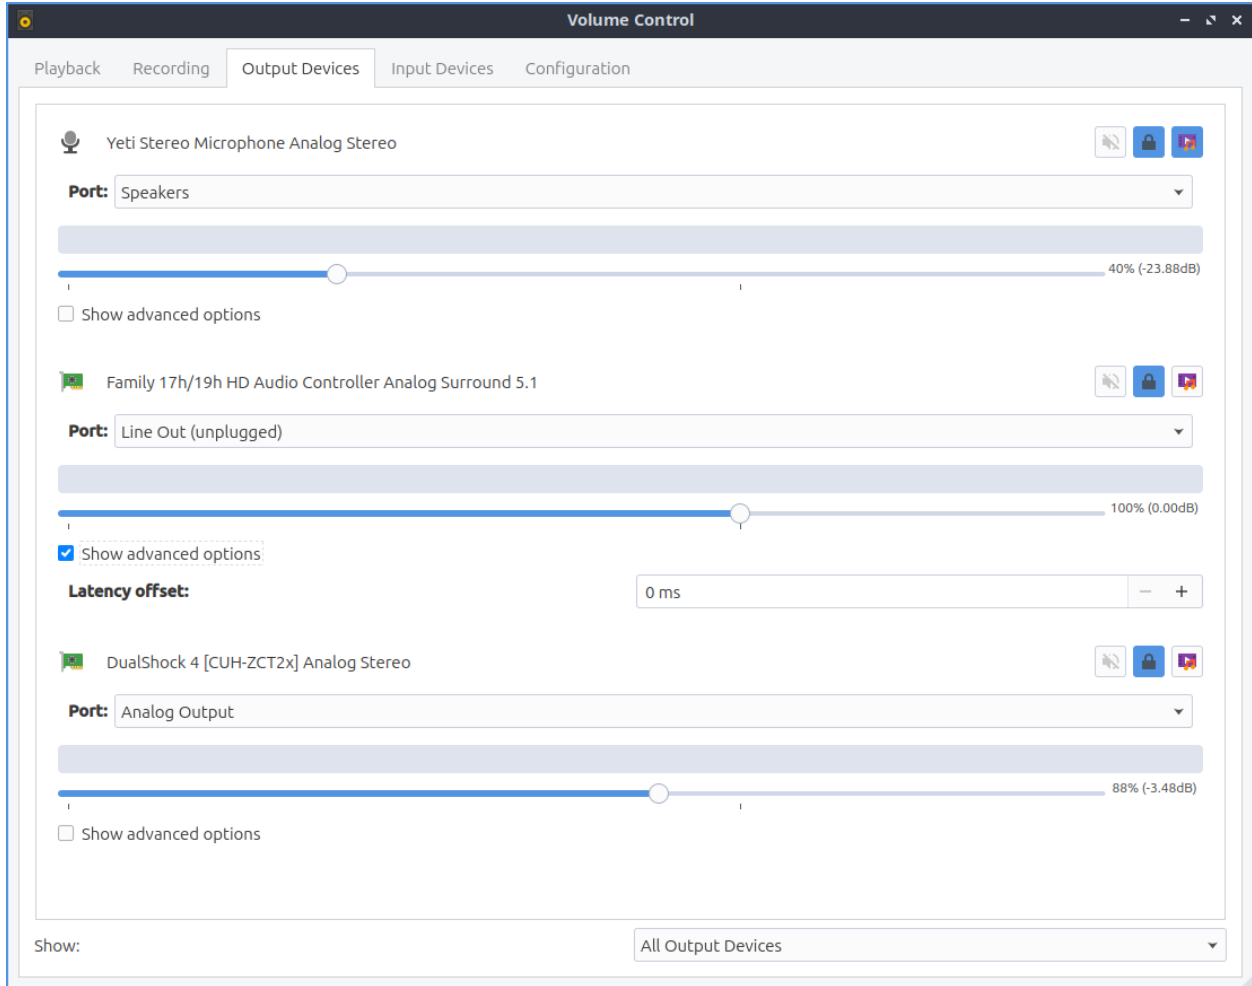 Volume Control
Playback Recording Output Devices Input Devices Configuration
Yeti Stereo Microphone Analog Stereo
Port: Speakers
40% (-23.88dB)
Show advanced options
Family 17h/19h HD Audio Controller Analog Surround 5.1
Port: Line Out (unplugged)
100% (0.00dB)
Show advanced options
Latency offset: 0 ms
DualShock 4 [CUH-ZCT2x] Analog Stereo
Port: Analog Output
88% (-3.48dB)
Show advanced options
Show: All Output Devices